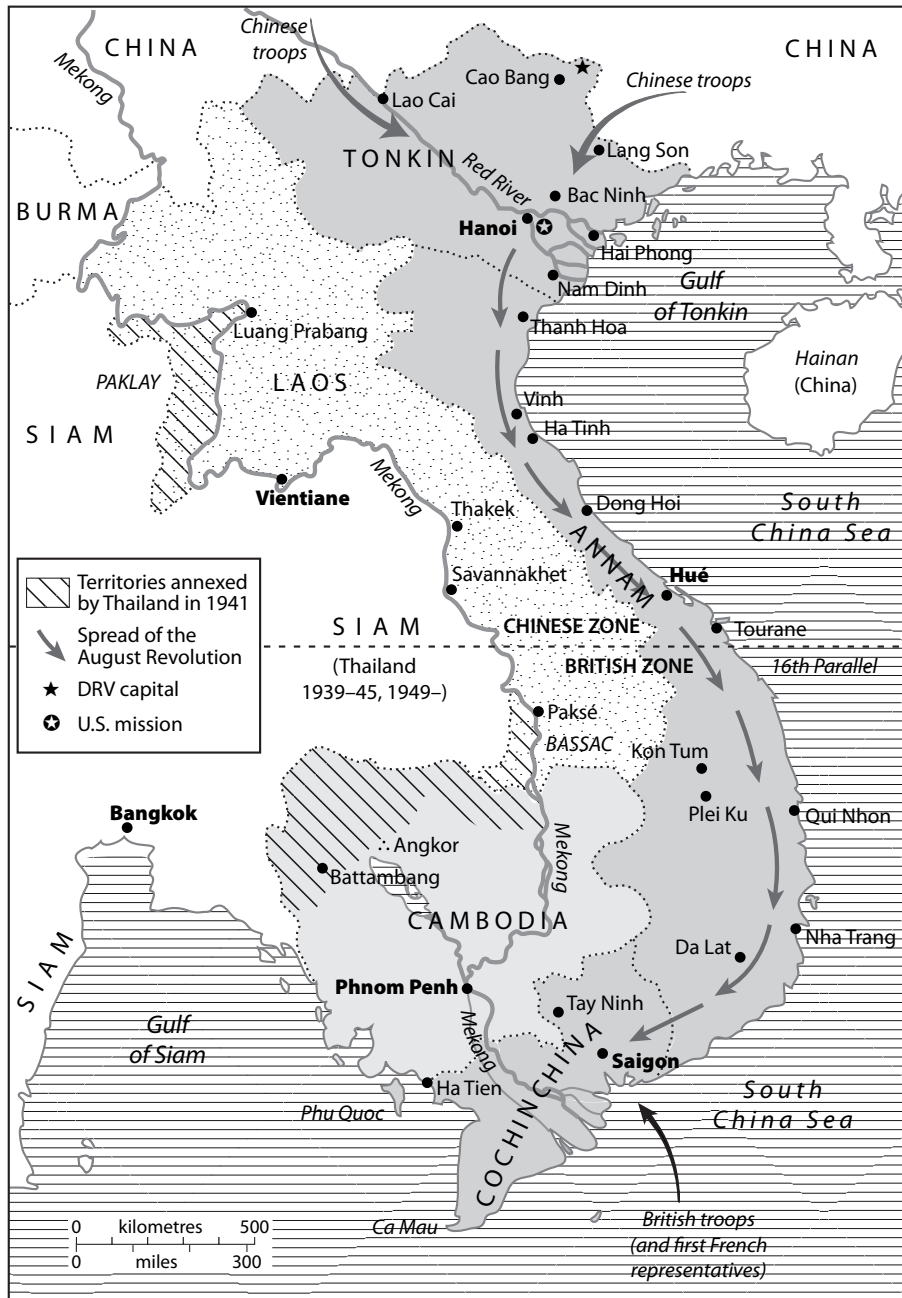 Chinese
troops
CHINA
CHINA
Mekong
Cao Bang
Chinese troops
Lao Cai
TONKIN
Lang Son
Red River
BURMA
Bac Ninh
Hanoi
Hai Phong
Gulf
of Tonkin
Nam Dinh
Luang Prabang
Thanh Hoa
PAKLAY
LAOS
Hainan
(China)
SIAM
Vinh
Ha Tinh
Mekong
Vientiane
Thakek
Dong Hoi
South
China Sea
ANNAM
Savannakhet
Hué
Territories annexed
by Thailand in 1941
Spread of the
August Revolution
DRV capital
U.S. mission
SIAM
CHINESE ZONE
Tourane
(Thailand
1939–45, 1949–)
BRITISH ZONE
16th Parallel
Paksé
BASSAC
Kon Tum
Plei Ku
Qui Nhon
Bangkok
Angkor
Mekong
Battambang
CAMBODIA
Nha Trang
Da Lat
SIAM
Phnom Penh
Tay Ninh
Gulf
of Siam
Mekong
Saigon
Ha Tien
COCHINCHINA
Phu Quoc
South
China Sea
0 kilometres 500
0 miles 300
Ca Mau
British troops
(and first French
representatives)